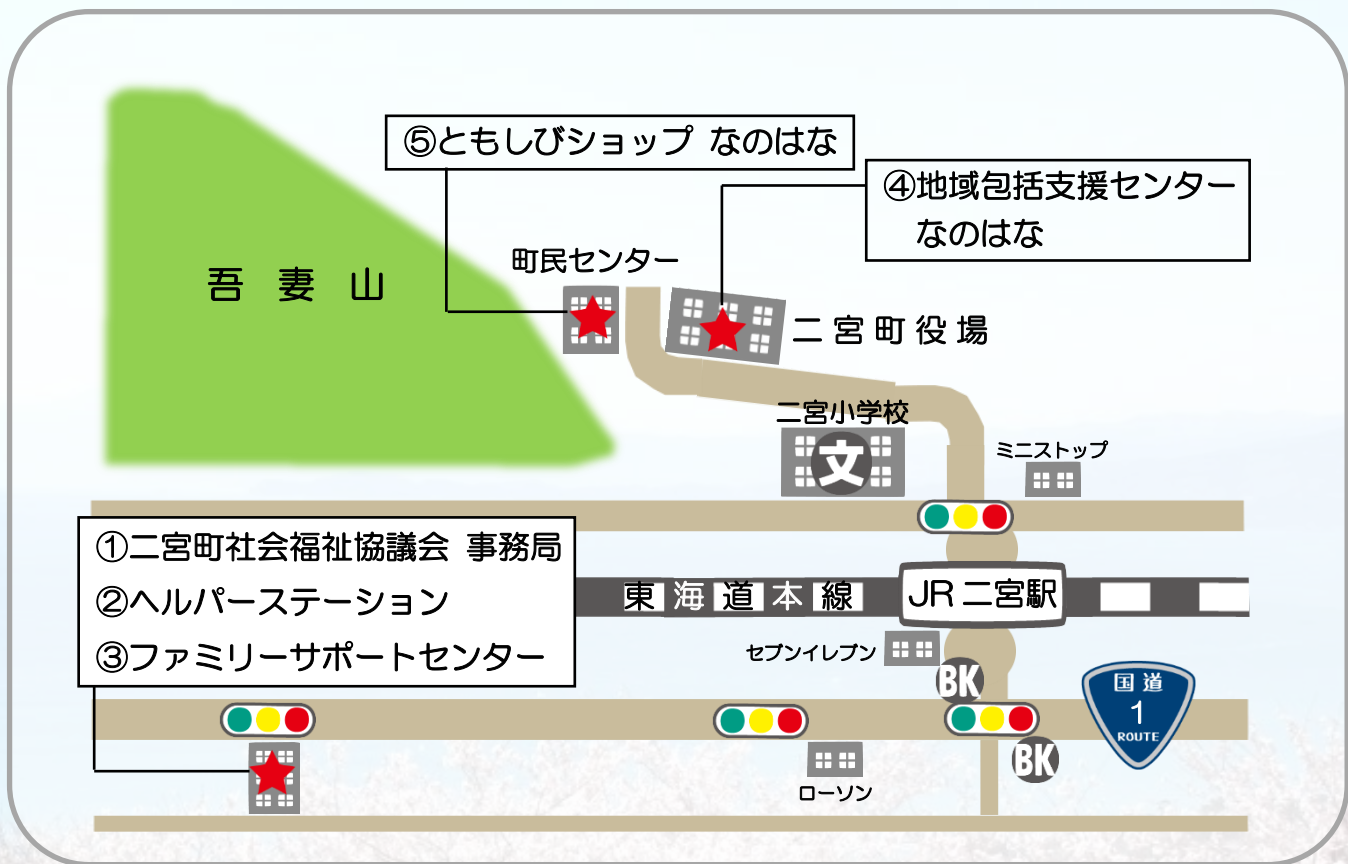 ⑤ともしびショップ なのはな
④地域包括支援センター
なのはな
町民センター
吾 妻 山
二宮町役場
二宮小学校
文
ミニストップ
①二宮町社会福祉協議会 事務局
②ヘルパーステーション
③ファミリーサポートセンター
東海道本線
JR 二宮駅
セブンイレブン
BK
国道
1
ROUTE
BK
ローソン